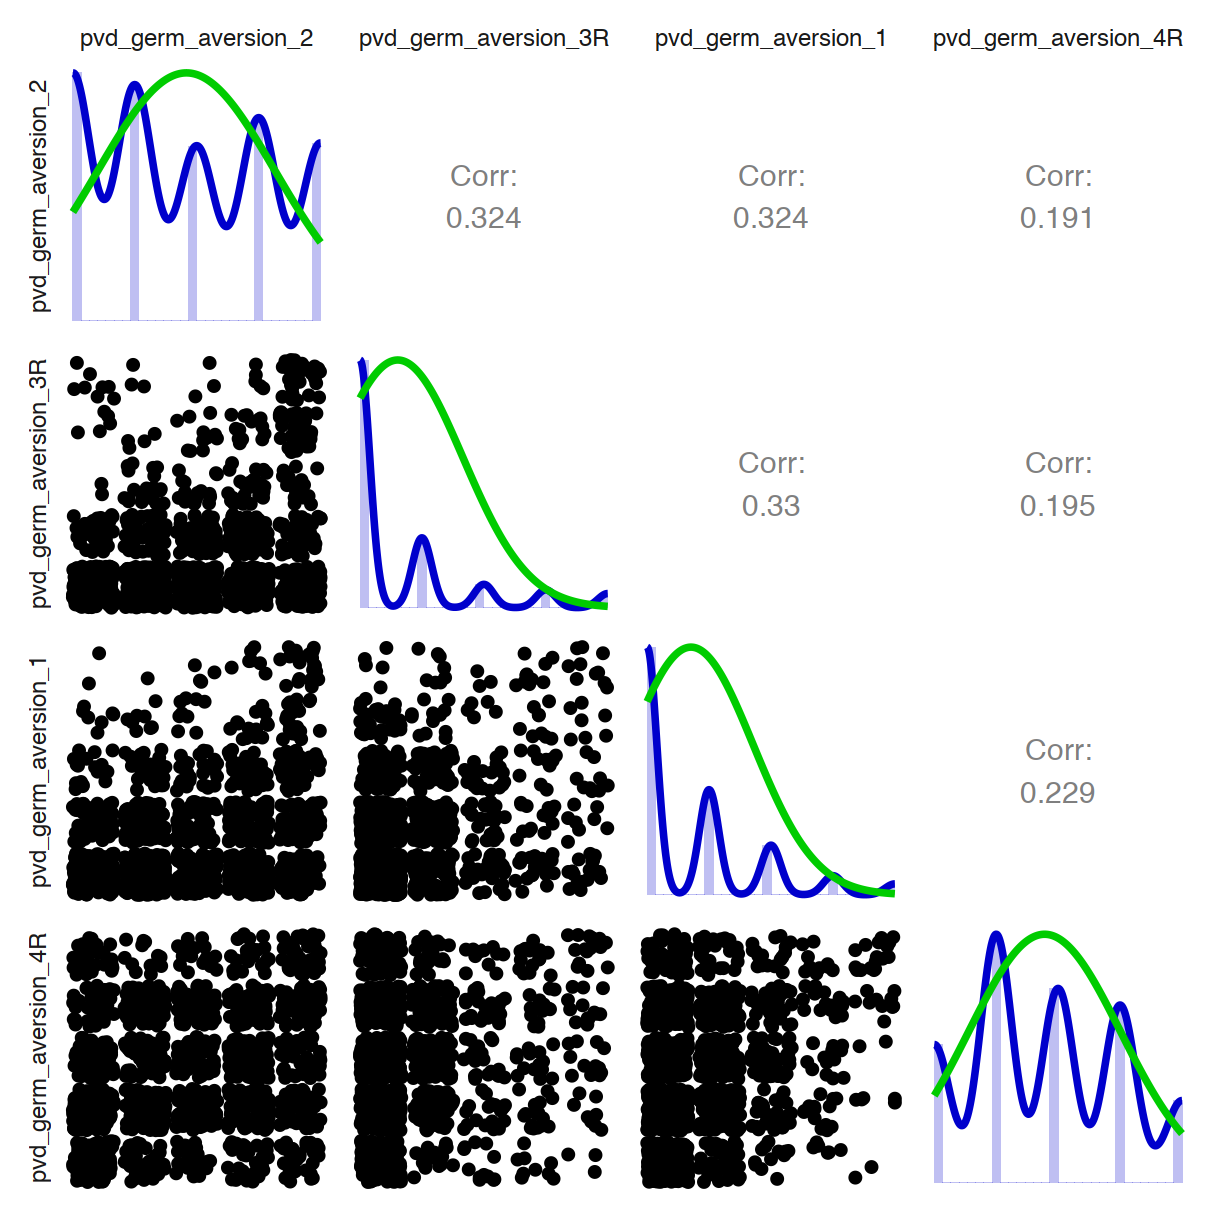 pvd_germ_aversion_2
pvd_germ_aversion_3R
pvd_germ_aversion_1
pvd_germ_aversion_4R
pvd_germ_aversion_2
Corr:
0.324
Corr:
0.324
Corr:
0.191
pvd_germ_aversion_3R
Corr:
0.33
Corr:
0.195
pvd_germ_aversion_1
Corr:
0.229
pvd_germ_aversion_4R